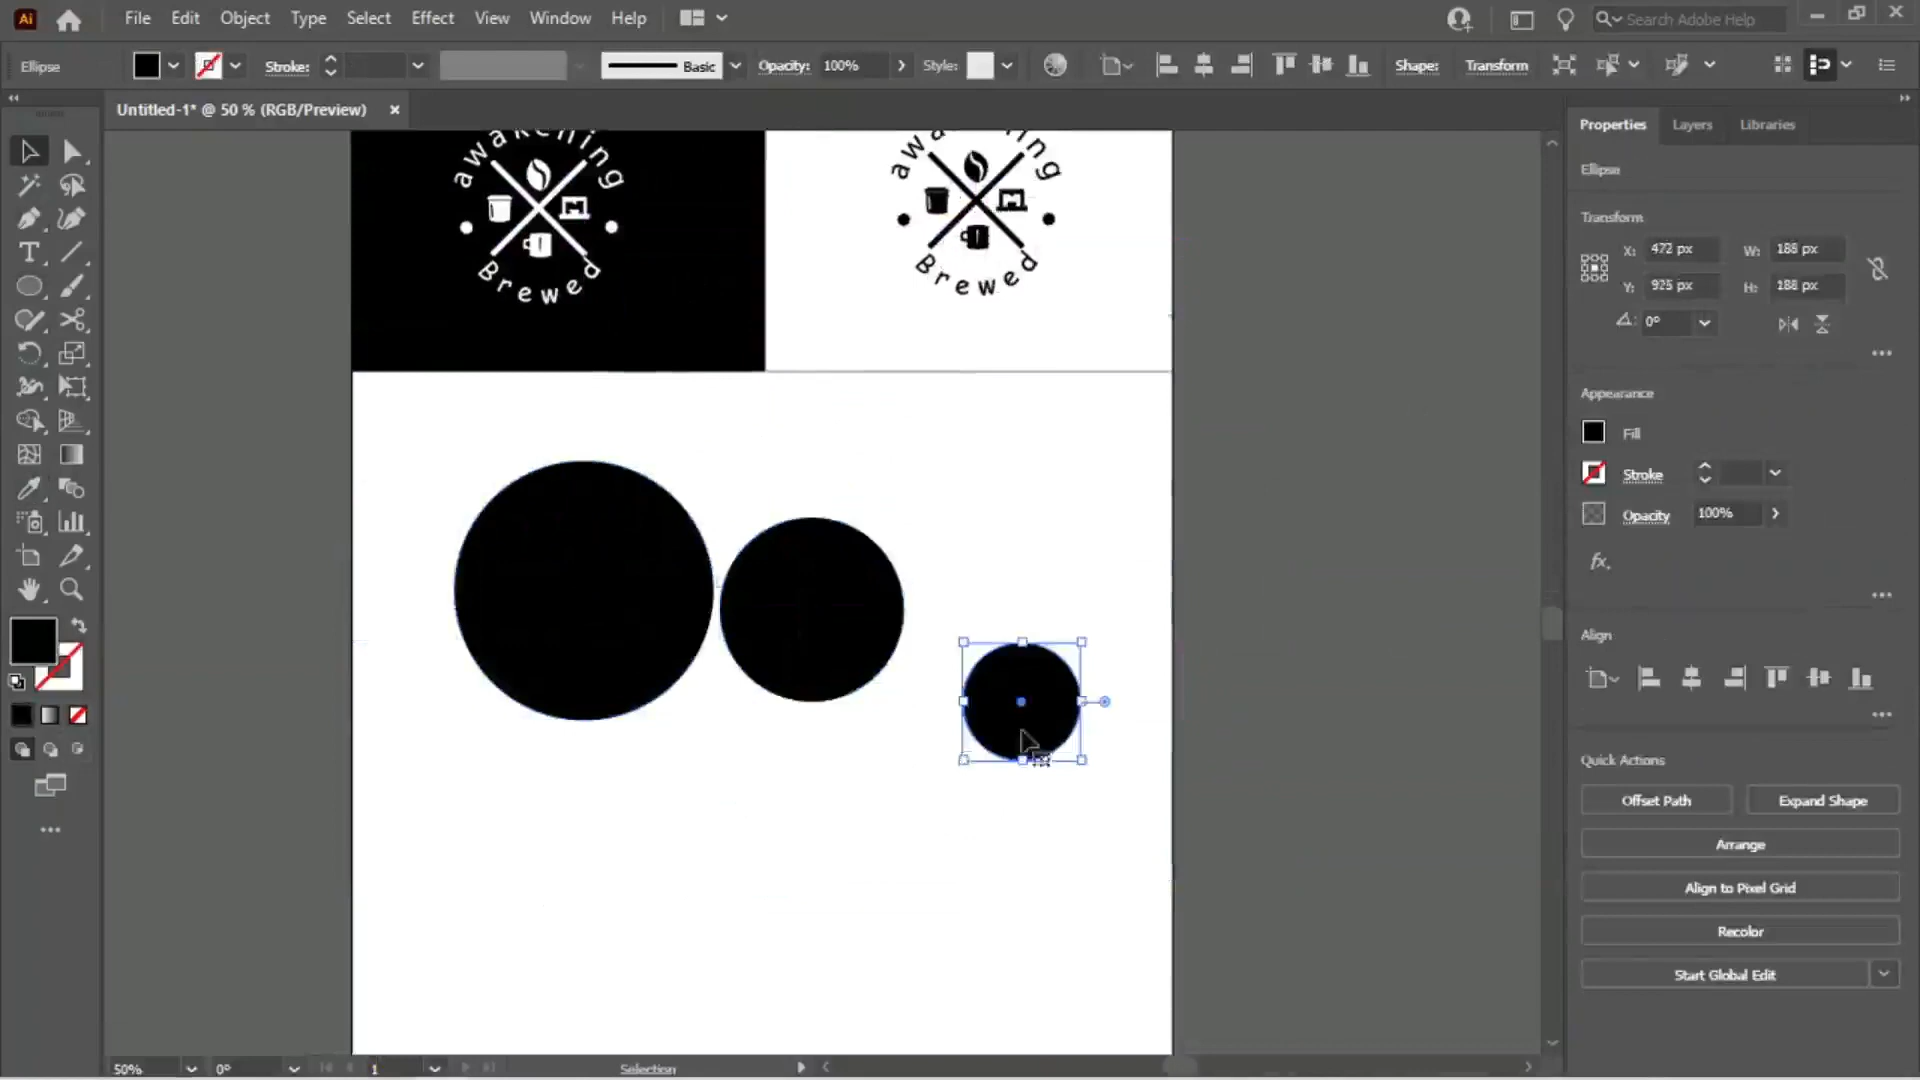 Ai File Edit Object Type Select Effect View Window Help Search Adobe Help
Ellipse Stroke: Basic Opacity: 100% Style: Shape: Transform
Untitled-1* @ 50 % (RGB/Preview) ×
awakening
Brewed
awakening
Brewed
Properties Layers Libraries
Ellipse
Transform
X: 472 px W: 188 px
Y: 925 px H: 188 px
0°
Appearance
Fill
Stroke
Opacity 100%
fx.
Align
Quick Actions
Offset Path Expand Shape
Arrange
Align to Pixel Grid
Recolor
Start Global Edit
50% 0° 1 Selection